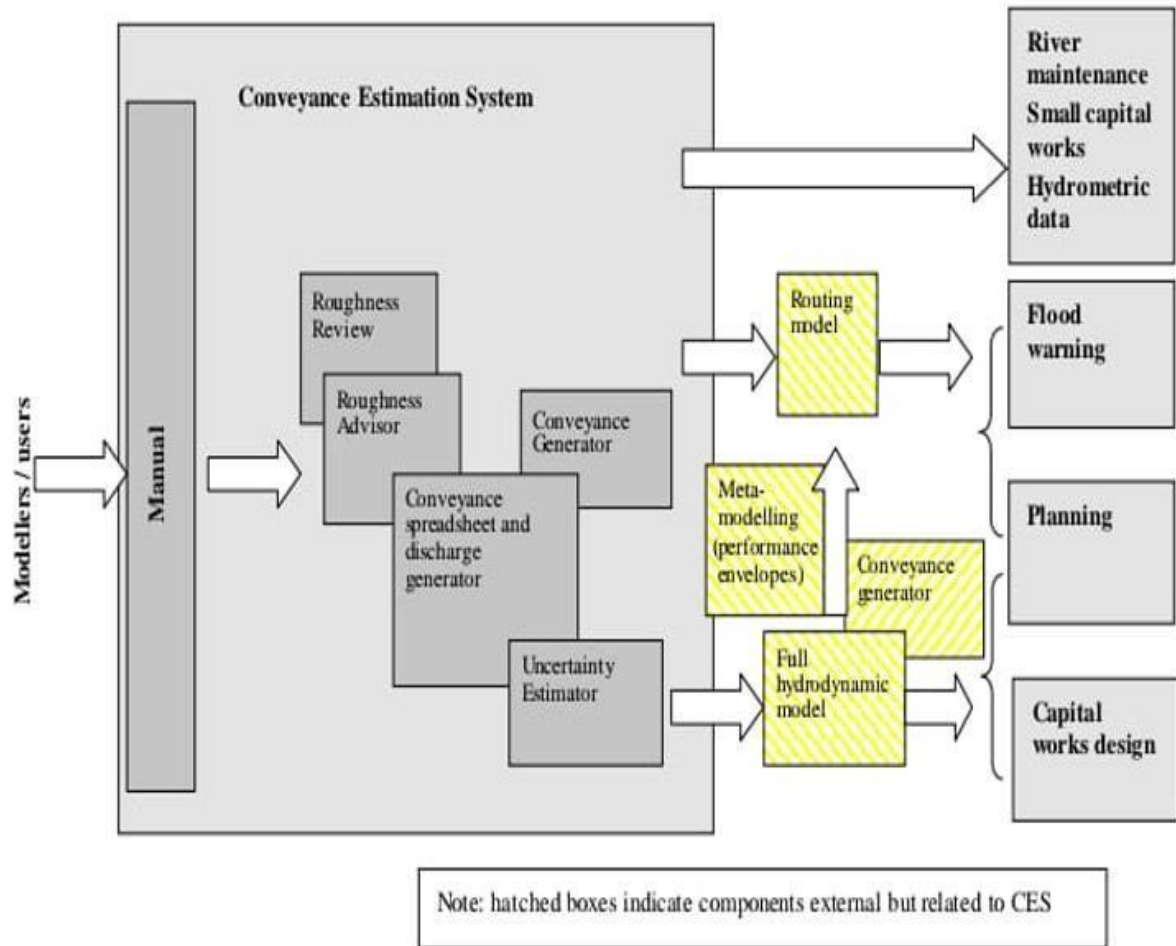 Conveyance Estimation System
Modellers / users
Manual
Roughness
Review
Roughness
Advisor
Conveyance
Generator
Conveyance
spreadsheet and
discharge
generator
Uncertainty
Estimator
Routing
model
Meta-
modelling
(performance
envelopes)
Conveyance
generator
Full
hydrodynamic
model
River
maintenance
Small capital
works
Hydrometric
data
Flood
warning
Planning
Capital
works design
Note: hatched boxes indicate components external but related to CES